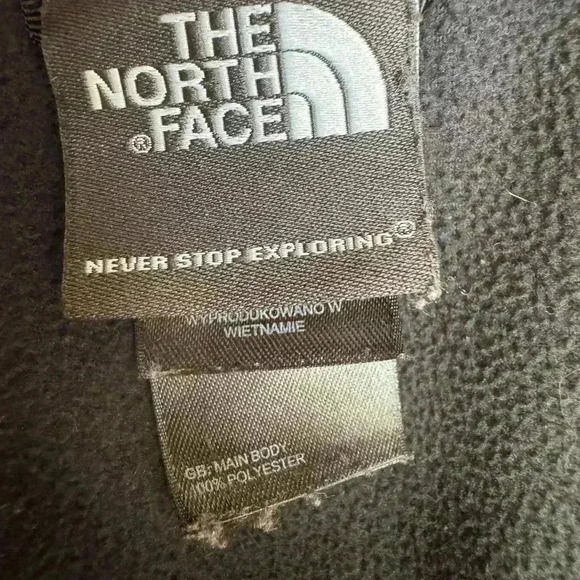 THE
NORTH
FACE®
NEVER STOP EXPLORING®
WYPRODUKOWANO W
WIETNAMIE
GB: MAIN BODY:
100% POLYESTER